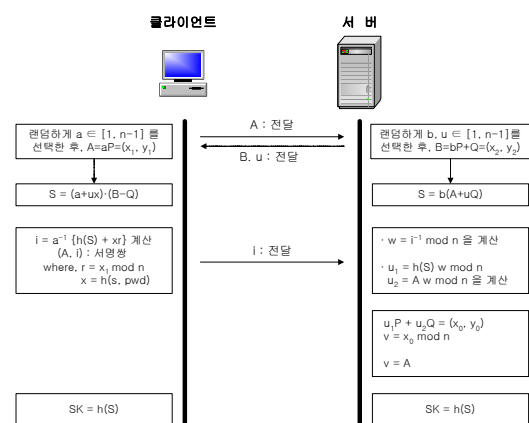 클라이언트
서 버
랜덤하게 a ∈ [1, n-1] 를
선택한 후, A=aP=(x₁, y₁)
A : 전달
B, u : 전달
랜덤하게 b, u ∈ [1, n-1]를
선택한 후, B=bP+Q=(x₂, y₂)
S = (a+ux)·(B-Q)
S = b(A+uQ)
i = a⁻¹ {h(S) + xr} 계산
(A, i) : 서명쌍
where, r = x₁ mod n
x = h(s, pwd)
i : 전달
· w = i⁻¹ mod n 을 계산
· u₁ = h(S) w mod n
u₂ = A w mod n을 계산
u₁P + u₂Q = (x₀, y₀)
v = x₀ mod n
v = A
SK = h(S)
SK = h(S)